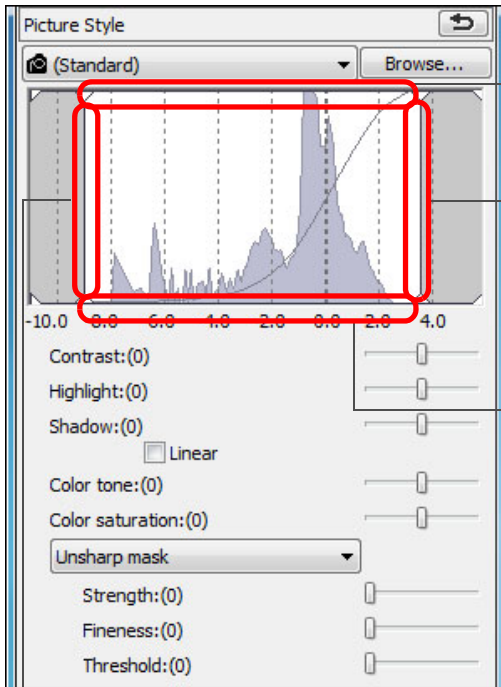 Picture Style
(Standard)
Browse...
-10.0 -8.0 -6.0 -4.0 -2.0 0.0 2.0 4.0
Contrast:(0)
Highlight:(0)
Shadow:(0)
Linear
Color tone:(0)
Color saturation:(0)
Unsharp mask
Strength:(0)
Fineness:(0)
Threshold:(0)